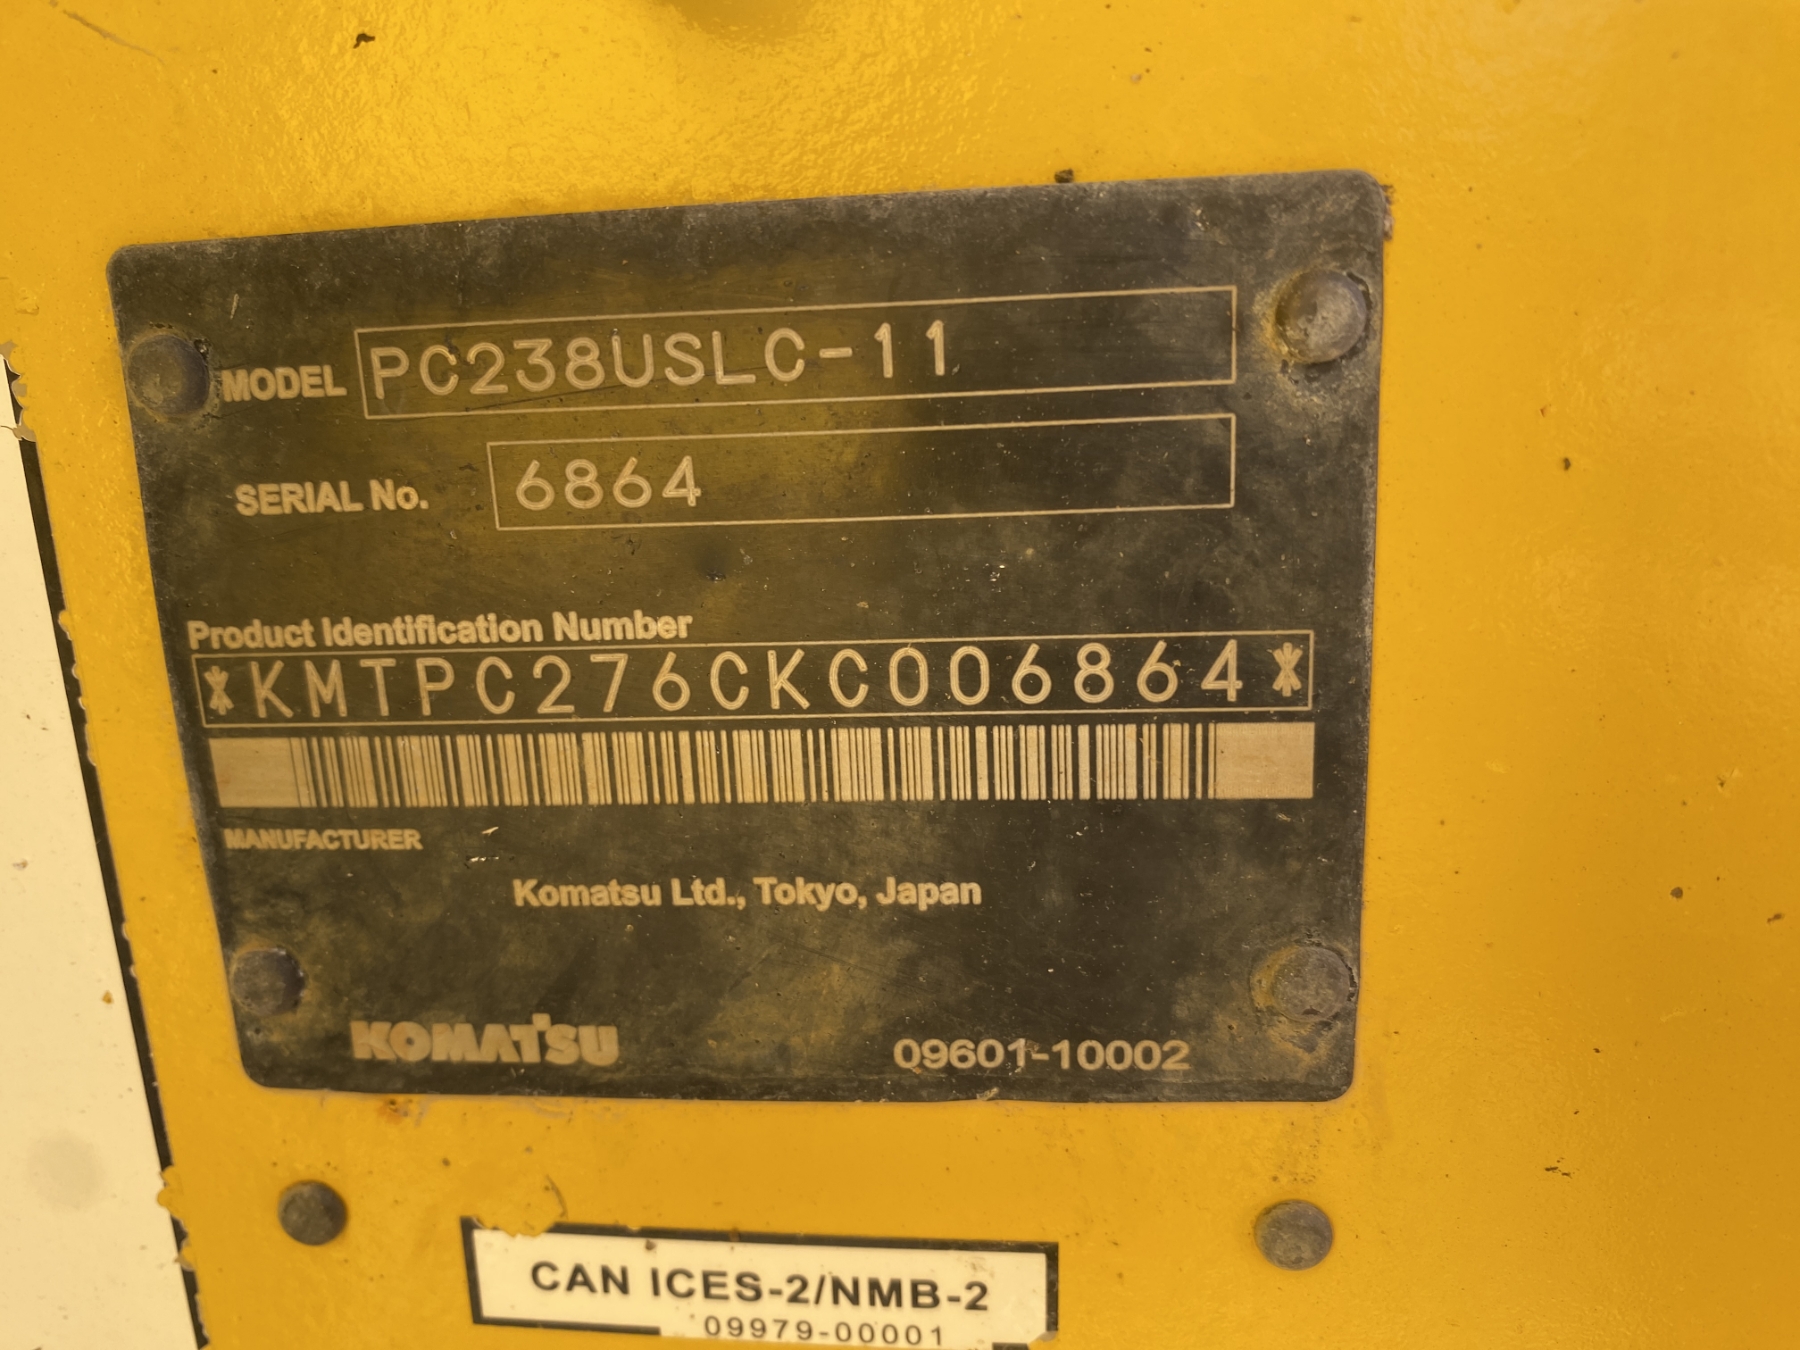 MODEL PC238USLC-11
SERIAL No. 6864
Product Identification Number
*KMTPC276CKC006864*
MANUFACTURER
Komatsu Ltd., Tokyo, Japan
KOMATSU 09601-10002
CAN ICES-2/NMB-2
09979-00001